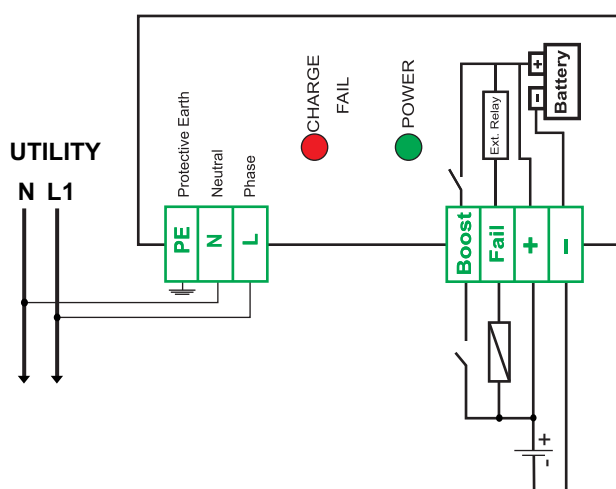 CHARGE
FAIL
POWER
+
-
Battery
Ext. Relay
UTILITY
N L1
Protective Earth
Neutral
Phase
PE
N
L
Boost
Fail
+
-
+
-